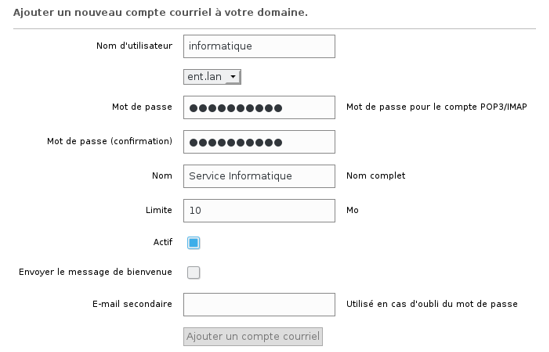 Ajouter un nouveau compte courriel à votre domaine.
Nom d'utilisateur informatique
ent.lan
Mot de passe ●●●●●●●●●● Mot de passe pour le compte POP3/IMAP
Mot de passe (confirmation) ●●●●●●●●●●
Nom Service Informatique Nom complet
Limite 10 Mo
Actif
Envoyer le message de bienvenue
E-mail secondaire Utilisé en cas d'oubli du mot de passe
Ajouter un compte courriel